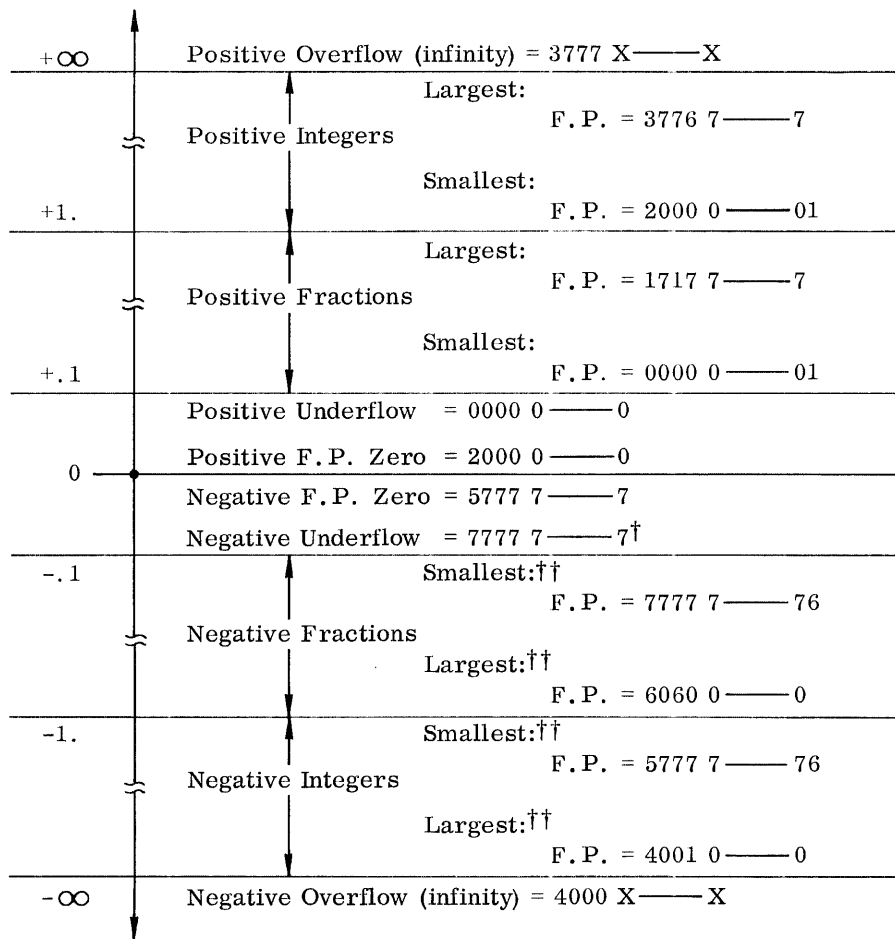 +∞ Positive Overflow (infinity) = 3777 X——X
Largest:
F.P. = 3776 7——7
Positive Integers
Smallest:
+1. F.P. = 2000 0——01
Largest:
F.P. = 1717 7——7
Positive Fractions
Smallest:
+.1 F.P. = 0000 0——01
Positive Underflow = 0000 0——0
Positive F.P. Zero = 2000 0——0
0
Negative F.P. Zero = 5777 7——7
Negative Underflow = 7777 7——7†
-.1 Smallest:††
F.P. = 7777 7——76
Negative Fractions
Largest:††
F.P. = 6060 0——0
-1. Smallest:††
F.P. = 5777 7——76
Negative Integers
Largest:††
F.P. = 4001 0——0
-∞ Negative Overflow (infinity) = 4000 X——X